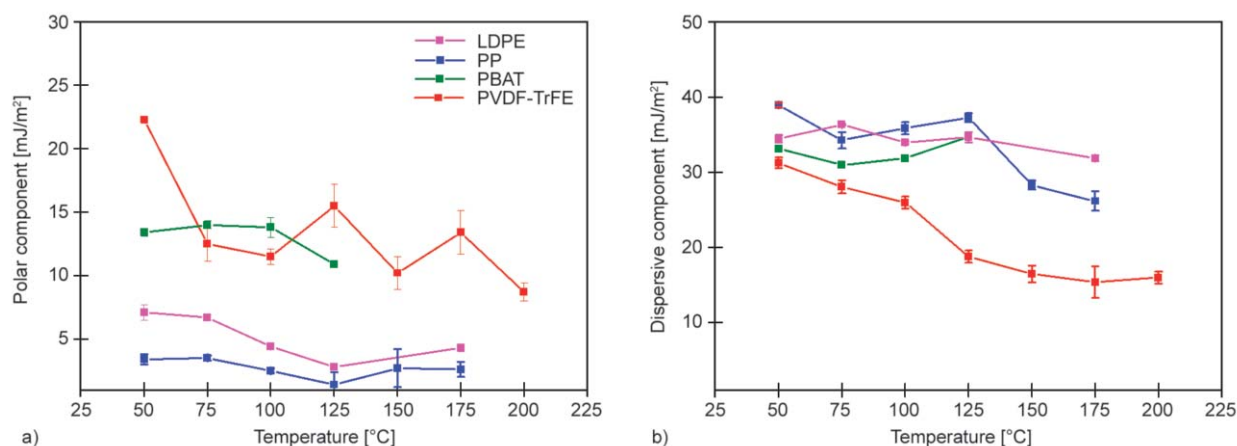 30
25
20
15
10
5
Polar component [mJ/m²]
LDPE
PP
PBAT
PVDF-TrFE
25 50 75 100 125 150 175 200 225
Temperature [°C]
a)
50
40
30
20
10
Dispersive component [mJ/m²]
25 50 75 100 125 150 175 200 225
Temperature [°C]
b)